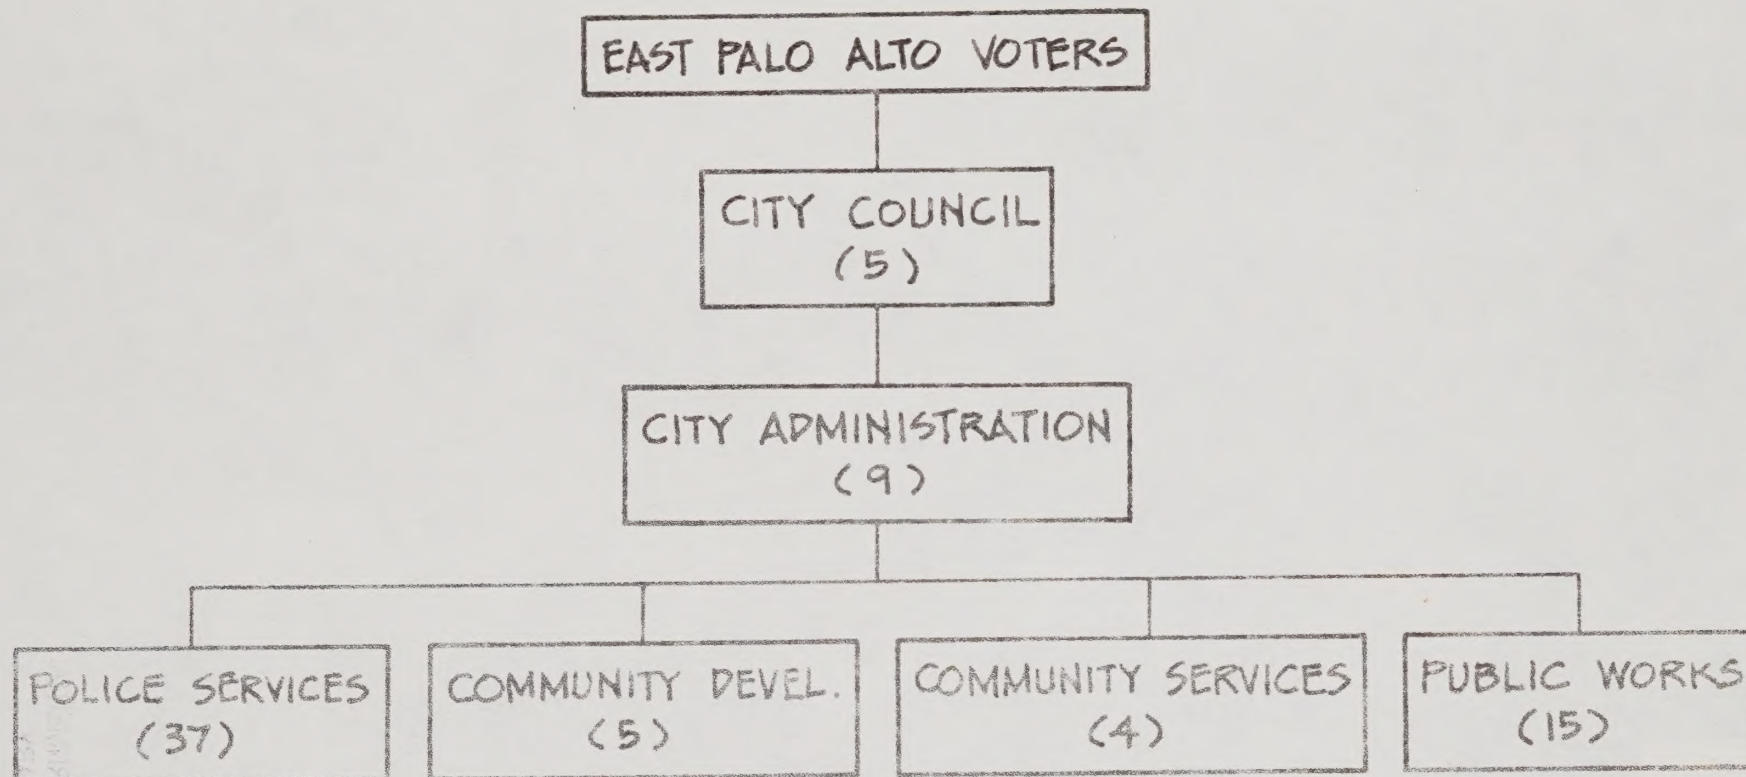 EAST PALO ALTO VOTERS
CITY COUNCIL
(5)
CITY ADMINISTRATION
(9)
POLICE SERVICES
(37)
COMMUNITY DEVEL.
(5)
COMMUNITY SERVICES
(4)
PUBLIC WORKS
(15)